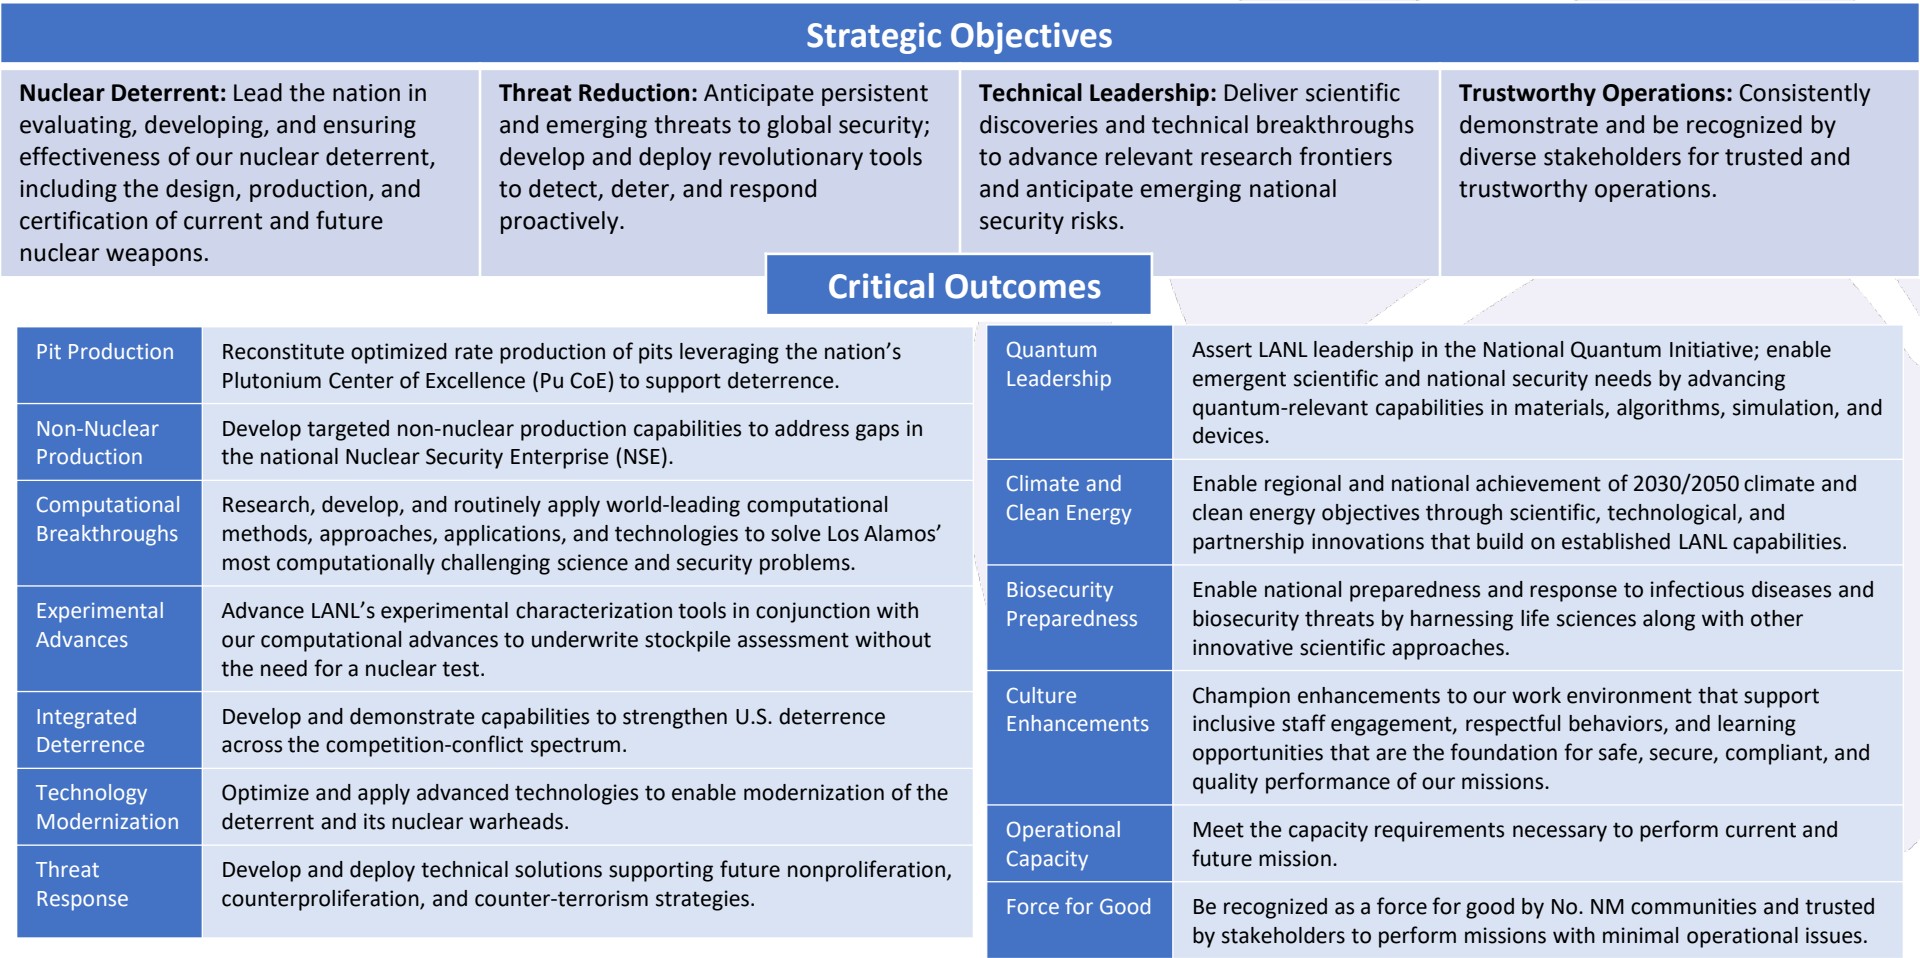 Strategic Objectives
Nuclear Deterrent: Lead the nation in
evaluating, developing, and ensuring
effectiveness of our nuclear deterrent,
including the design, production, and
certification of current and future
nuclear weapons.
Threat Reduction: Anticipate persistent
and emerging threats to global security;
develop and deploy revolutionary tools
to detect, deter, and respond
proactively.
Technical Leadership: Deliver scientific
discoveries and technical breakthroughs
to advance relevant research frontiers
and anticipate emerging national
security risks.
Trustworthy Operations: Consistently
demonstrate and be recognized by
diverse stakeholders for trusted and
trustworthy operations.
Critical Outcomes
Pit Production
Reconstitute optimized rate production of pits leveraging the nation’s
Plutonium Center of Excellence (Pu CoE) to support deterrence.
Non-Nuclear
Production
Develop targeted non-nuclear production capabilities to address gaps in
the national Nuclear Security Enterprise (NSE).
Computational
Breakthroughs
Research, develop, and routinely apply world-leading computational
methods, approaches, applications, and technologies to solve Los Alamos’
most computationally challenging science and security problems.
Experimental
Advances
Advance LANL’s experimental characterization tools in conjunction with
our computational advances to underwrite stockpile assessment without
the need for a nuclear test.
Integrated
Deterrence
Develop and demonstrate capabilities to strengthen U.S. deterrence
across the competition-conflict spectrum.
Technology
Modernization
Optimize and apply advanced technologies to enable modernization of the
deterrent and its nuclear warheads.
Threat
Response
Develop and deploy technical solutions supporting future nonproliferation,
counterproliferation, and counter-terrorism strategies.
Quantum
Leadership
Assert LANL leadership in the National Quantum Initiative; enable
emergent scientific and national security needs by advancing
quantum-relevant capabilities in materials, algorithms, simulation, and
devices.
Climate and
Clean Energy
Enable regional and national achievement of 2030/2050 climate and
clean energy objectives through scientific, technological, and
partnership innovations that build on established LANL capabilities.
Biosecurity
Preparedness
Enable national preparedness and response to infectious diseases and
biosecurity threats by harnessing life sciences along with other
innovative scientific approaches.
Culture
Enhancements
Champion enhancements to our work environment that support
inclusive staff engagement, respectful behaviors, and learning
opportunities that are the foundation for safe, secure, compliant, and
quality performance of our missions.
Operational
Capacity
Meet the capacity requirements necessary to perform current and
future mission.
Force for Good
Be recognized as a force for good by No. NM communities and trusted
by stakeholders to perform missions with minimal operational issues.